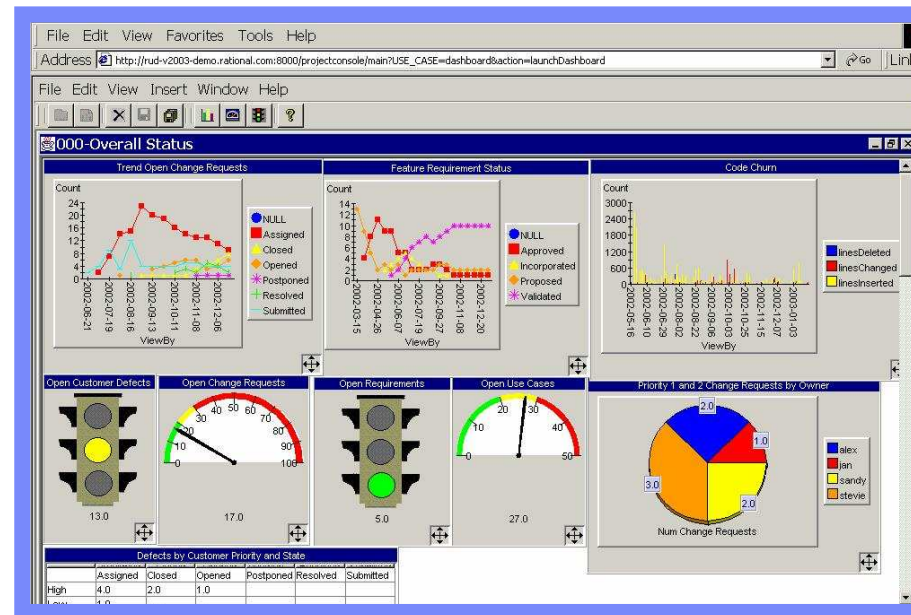 File Edit View Favorites Tools Help
Address http://rud-v2003-demo.rational.com:8000/projectconsole/main?USE_CASE=dashboard&action=launchDashboard Go
File Edit View Insert Window Help
000-Overall Status
Trend Open Change Requests
Count
24
20
16
12
8
4
0
2002-06-21
2002-07-19
2002-08-16
2002-09-13
2002-10-11
2002-11-08
2002-12-06
ViewBy
NULL
Assigned
Closed
Opened
Postponed
Resolved
Submitted
Feature Requirement Status
Count
14
12
10
8
6
4
2
0
2002-03-15
2002-04-26
2002-06-07
2002-07-19
2002-09-27
2002-11-08
2002-12-20
ViewBy
NULL
Approved
Incorporated
Proposed
Validated
Code Churn
Count
3000
1800
1200
600
0
2002-05-16
2002-06-10
2002-06-29
2002-08-02
2002-08-22
2002-09-06
2002-10-03
2002-10-25
2002-11-15
2002-12-07
2003-01-03
ViewBy
linesDeleted
linesChanged
linesInserted
Open Customer Defects
13.0
Open Change Requests
0 10 30 40 50 60 70 80 90 100
17.0
Open Requirements
5.0
Open Use Cases
0 10 20 30 40 50
27.0
Priority 1 and 2 Change Requests by Owner
2.0
1.0
3.0
2.0
Num Change Requests
alex
jan
sandy
stevie
Defects by Customer Priority and State
Assigned Closed Opened Postponed Resolved Submitted
High 4.0 2.0 1.0